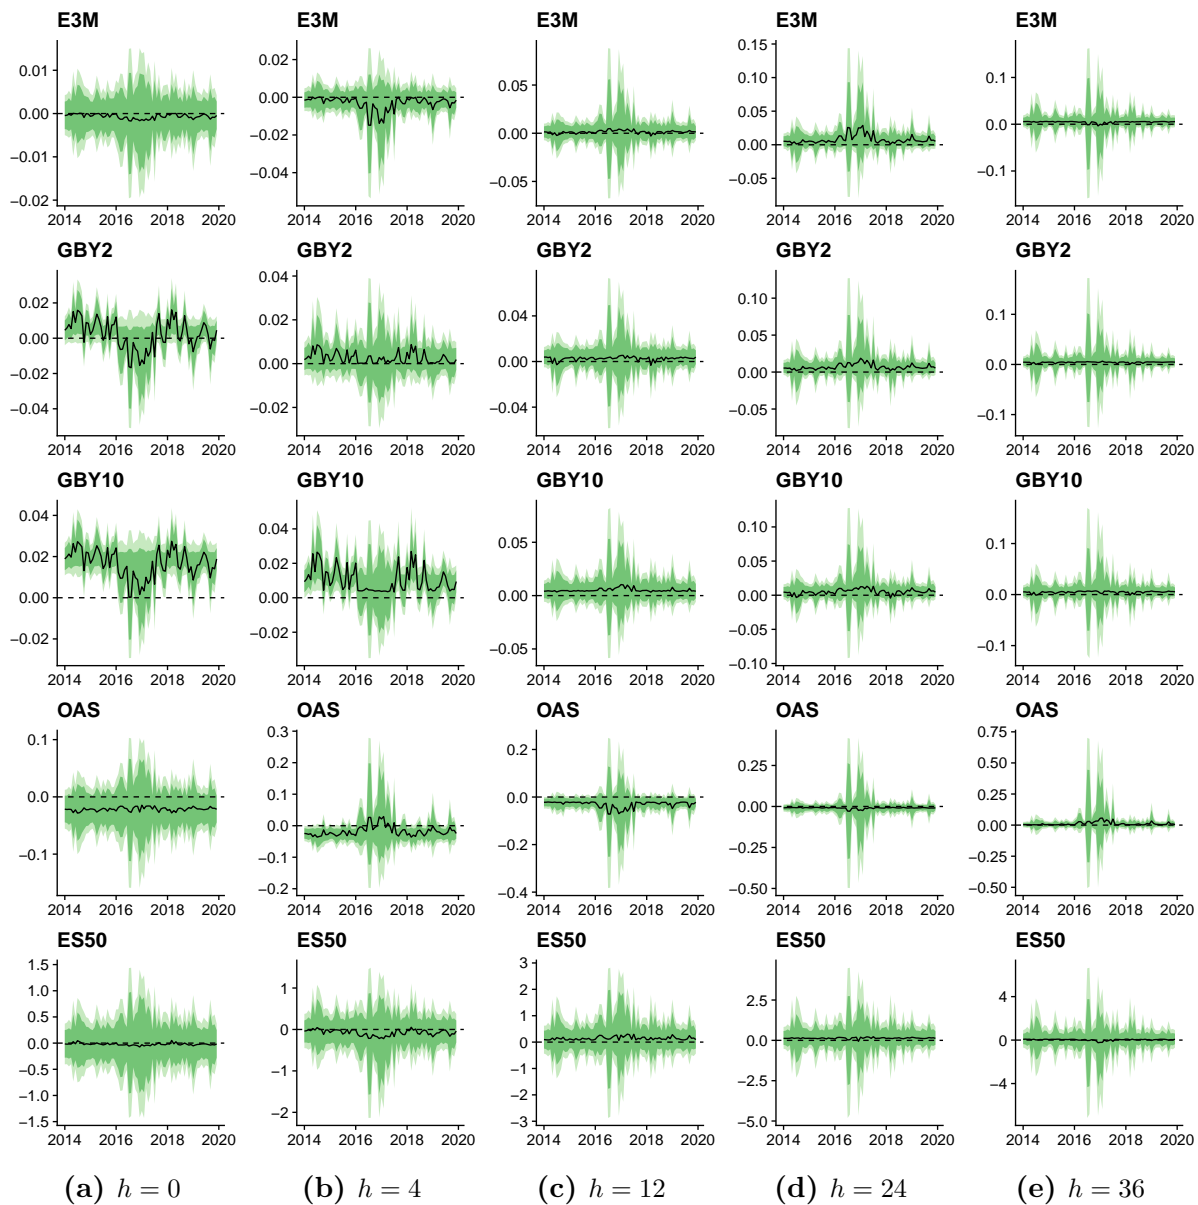 E3M E3M E3M E3M E3M
0.01 0.00 −0.01 −0.02
0.02 0.00 −0.02 −0.04
0.05 0.00 −0.05
0.15 0.10 0.05 0.00 −0.05
0.1 0.0 −0.1
2014 2016 2018 2020 2014 2016 2018 2020 2014 2016 2018 2020 2014 2016 2018 2020 2014 2016 2018 2020
GBY2 GBY2 GBY2 GBY2 GBY2
0.02 0.00 −0.02 −0.04
0.04 0.02 0.00 −0.02
0.04 0.00 −0.04
0.10 0.05 0.00 −0.05
0.1 0.0 −0.1
2014 2016 2018 2020 2014 2016 2018 2020 2014 2016 2018 2020 2014 2016 2018 2020 2014 2016 2018 2020
GBY10 GBY10 GBY10 GBY10 GBY10
0.04 0.02 0.00 −0.02
0.04 0.02 0.00 −0.02
0.05 0.00 −0.05
0.10 0.05 0.00 −0.05 −0.10
0.1 0.0 −0.1
2014 2016 2018 2020 2014 2016 2018 2020 2014 2016 2018 2020 2014 2016 2018 2020 2014 2016 2018 2020
OAS OAS OAS OAS OAS
0.1 0.0 −0.1
0.3 0.2 0.1 0.0 −0.1 −0.2
0.2 0.0 −0.2 −0.4
0.25 0.00 −0.25 −0.50
0.75 0.50 0.25 0.00 −0.25 −0.50
2014 2016 2018 2020 2014 2016 2018 2020 2014 2016 2018 2020 2014 2016 2018 2020 2014 2016 2018 2020
ES50 ES50 ES50 ES50 ES50
1.5 1.0 0.5 0.0 −0.5 −1.0 −1.5
1 0 −1 −2
3 2 1 0 −1 −2 −3
2.5 0.0 −2.5 −5.0
4 0 −4
2014 2016 2018 2020 2014 2016 2018 2020 2014 2016 2018 2020 2014 2016 2018 2020 2014 2016 2018 2020
(a) h = 0 (b) h = 4 (c) h = 12 (d) h = 24 (e) h = 36